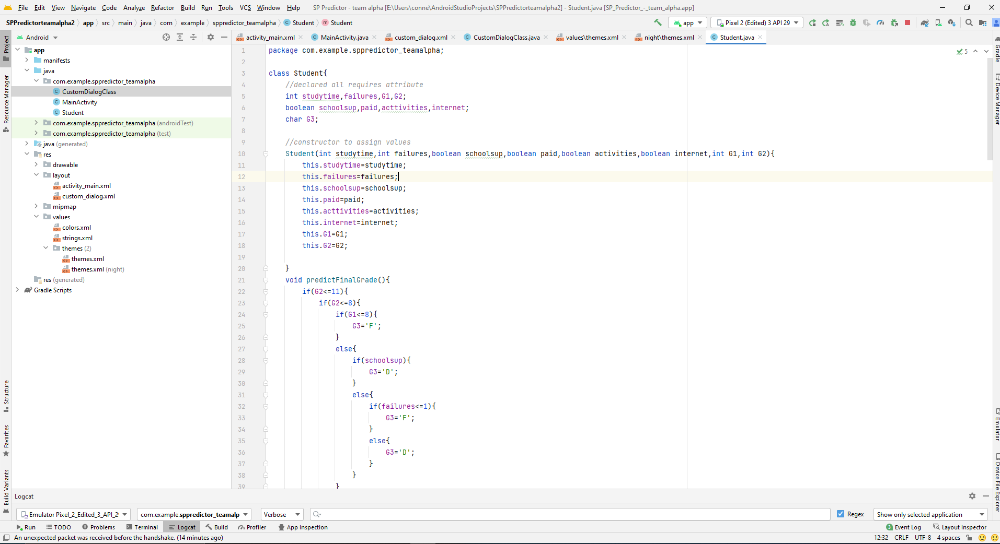 File Edit View Navigate Code Analyze Refactor Build Run Tools VCS Window Help SP Predictor - team alpha [E:\Users\conne\AndroidStudioProjects\SPPredictorteamalpha2] - Student.java [SP_Predictor_-_team_alpha.app]
SPPredictorteamalpha2 app src main java com example sppredictor_teamalpha Student Student app Pixel 2 (Edited) 3 API 29
Android
activity_main.xml MainActivity.java custom_dialog.xml CustomDialogClass.java values\themes.xml night\themes.xml Student.java
Project
Resource Manager
Structure
Favorites
Build Variants
app
manifests
java
com.example.sppredictor_teamalpha
CustomDialogClass
MainActivity
Student
com.example.sppredictor_teamalpha (androidTest)
com.example.sppredictor_teamalpha (test)
java (generated)
res
drawable
layout
activity_main.xml
custom_dialog.xml
mipmap
values
colors.xml
strings.xml
themes (2)
themes.xml
themes.xml (night)
res (generated)
Gradle Scripts
1 package com.example.sppredictor_teamalpha;
2
3 class Student{
4 //declared all requires attribute
5 int studytime,failures,G1,G2;
6 boolean schoolsup,paid,acttivities,internet;
7 char G3;
8
9 //constructor to assign values
10 Student(int studytime,int failures,boolean schoolsup,boolean paid,boolean activities,boolean internet,int G1,int G2){
11 this.studytime=studytime;
12 this.failures=failures;
13 this.schoolsup=schoolsup;
14 this.paid=paid;
15 this.acttivities=activities;
16 this.internet=internet;
17 this.G1=G1;
18 this.G2=G2;
19
20 }
21 void predictFinalGrade(){
22 if(G2<=11){
23 if(G2<=8){
24 if(G1<=8){
25 G3='F';
26 }
27 else{
28 if(schoolsup){
29 G3='D';
30 }
31 else{
32 if(failures<=1){
33 G3='F';
34 }
35 else{
36 G3='D';
37 }
38 }
39 }
5
Gradle
Device Manager
Emulator
Device File Explorer
Logcat
Emulator Pixel_2_Edited_3_API_2 com.example.sppredictor_teamalp Verbose Regex Show only selected application
Run TODO Problems Terminal Logcat Build Profiler App Inspection 3 Event Log Layout Inspector
An unexpected packet was received before the handshake. (14 minutes ago) 12:32 CRLF UTF-8 4 spaces